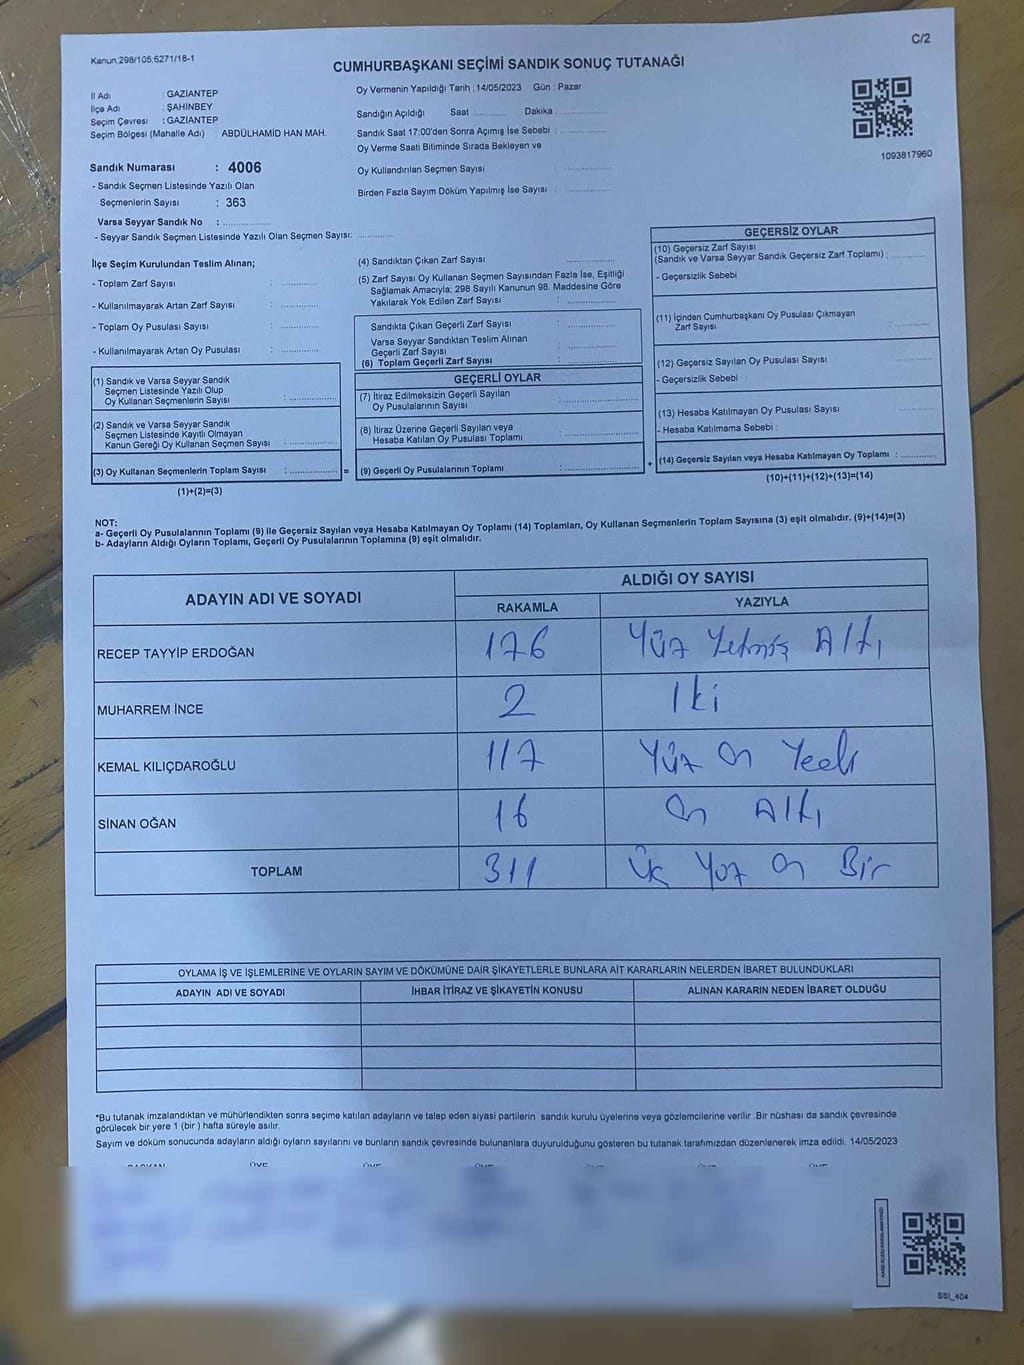 C/2
Kanun.298/105;6271/18-1
CUMHURBAŞKANI SEÇİMİ SANDIK SONUÇ TUTANAĞI
İl Adı : GAZİANTEP
İlçe Adı : ŞAHİNBEY
Seçim Çevresi : GAZİANTEP
Seçim Bölgesi (Mahalle Adı) : ABDÜLHAMİD HAN MAH.
Sandık Numarası : 4006
- Sandık Seçmen Listesinde Yazılı Olan
Seçmenlerin Sayısı : 363
Varsa Seyyar Sandık No : ...............
- Seyyar Sandık Seçmen Listesinde Yazılı Olan Seçmen Sayısı: ............
Oy Vermenin Yapıldığı Tarih : 14/05/2023 Gün : Pazar
Sandığın Açıldığı Saat ........... Dakika : ...............
Sandık Saat 17:00'den Sonra Açımış İse Sebebi : ...............
Oy Verme Saati Bitiminde Sırada Bekleyen ve
Oy Kullandırılan Seçmen Sayısı : ...............
Birden Fazla Sayım Döküm Yapılmış İse Sayısı : ...............
1093817960
İlçe Seçim Kurulundan Teslim Alınan;
- Toplam Zarf Sayısı : ............
- Kullanılmayarak Artan Zarf Sayısı : ............
- Toplam Oy Pusulası Sayısı : ............
- Kullanılmayarak Artan Oy Pusulası : ............
(1) Sandık ve Varsa Seyyar Sandık
Seçmen Listesinde Yazılı Olup
Oy Kullanan Seçmenlerin Sayısı : ...............
(2) Sandık ve Varsa Seyyar Sandık
Seçmen Listesinde Kayıtlı Olmayan
Kanun Gereği Oy Kullanan Seçmen Sayısı : ...............
(3) Oy Kullanan Seçmenlerin Toplam Sayısı : ...............
(1)+(2)=(3)
=
(4) Sandıktan Çıkan Zarf Sayısı ...............
(5) Zarf Sayısı Oy Kullanan Seçmen Sayısından Fazla İse, Eşitliği
Sağlamak Amacıyla; 298 Sayılı Kanunun 98. Maddesine Göre
Yakılarak Yok Edilen Zarf Sayısı : ...............
Sandıkta Çıkan Geçerli Zarf Sayısı : ...............
Varsa Seyyar Sandıktan Teslim Alınan
Geçerli Zarf Sayısı : ...............
(6) Toplam Geçerli Zarf Sayısı : ...............
GEÇERLİ OYLAR
(7) İtiraz Edilmeksizin Geçerli Sayılan
Oy Pusulalarının Sayısı : ...............
(8) İtiraz Üzerine Geçerli Sayılan veya
Hesaba Katılan Oy Pusulası Toplamı : ...............
(9) Geçerli Oy Pusulalarının Toplamı : ...............
+
GEÇERSİZ OYLAR
(10) Geçersiz Zarf Sayısı
(Sandık ve Varsa Seyyar Sandık Geçersiz Zarf Toplamı) : ............
- Geçersizlik Sebebi :
(11) İçinden Cumhurbaşkanı Oy Pusulası Çıkmayan
Zarf Sayısı : ............
(12) Geçersiz Sayılan Oy Pusulası Sayısı : ............
- Geçersizlik Sebebi :
(13) Hesaba Katılmayan Oy Pusulası Sayısı ............
- Hesaba Katılmama Sebebi :
(14) Geçersiz Sayılan veya Hesaba Katılmayan Oy Toplamı : ............
(10)+(11)+(12)+(13)=(14)
NOT:
a- Geçerli Oy Pusulalarının Toplamı (9) ile Geçersiz Sayılan veya Hesaba Katılmayan Oy Toplamı (14) Toplamları, Oy Kullanan Seçmenlerin Toplam Sayısına (3) eşit olmalıdır. (9)+(14)=(3)
b- Adayların Aldığı Oyların Toplamı, Geçerli Oy Pusulalarının Toplamına (9) eşit olmalıdır.
ADAYIN ADI VE SOYADI ALDIĞI OY SAYISI
RAKAMLA YAZIYLA
RECEP TAYYİP ERDOĞAN 176 Yüz Yetmiş Altı
MUHARREM İNCE 2 İki
KEMAL KILIÇDAROĞLU 117 Yüz On Yedi
SİNAN OĞAN 16 On Altı
TOPLAM 311 Üç Yüz On Bir
OYLAMA İŞ VE İŞLEMLERİNE VE OYLARIN SAYIM VE DÖKÜMÜNE DAİR ŞİKAYETLERLE BUNLARA AİT KARARLARIN NELERDEN İBARET BULUNDUKLARI
ADAYIN ADI VE SOYADI İHBAR İTİRAZ VE ŞİKAYETİN KONUSU ALINAN KARARIN NEDEN İBARET OLDUĞU
*Bu tutanak imzalandıktan ve mühürlendikten sonra seçime katılan adayların ve talep eden siyasi partilerin sandık kurulu üyelerine veya gözlemcilerine verilir .Bir nüshası da sandık çevresinde
görülecek bir yere 1 (bir ) hafta süreyle asılır.
Sayım ve döküm sonucunda adayların aldığı oyların sayılarını ve bunların sandık çevresinde bulunanlara duyurulduğunu gösteren bu tutanak tarafımızdan düzenlenerek imza edildi. 14/05/2023
BAŞKAN ÜYE ÜYE ÜYE ÜYE ÜYE ÜYE
SSI_404